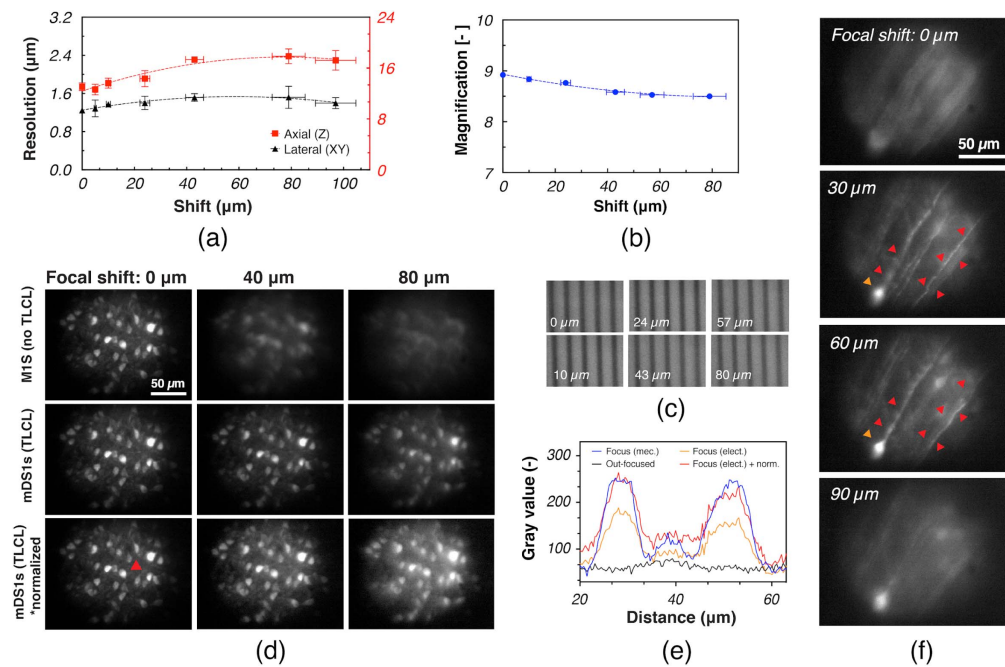 3.2
2.4
1.6
0.8
0.0
Resolution (µm)
24
18
12
6
0
Axial (Z)
Lateral (XY)
0 20 40 60 80 100
Shift (µm)
(a)
10
9
8
7
Magnification [-]
0 20 40 60 80
Shift (µm)
(b)
Focal shift: 0 µm
50 µm
30 µm
60 µm
90 µm
(f)
Focal shift: 0 µm 40 µm 80 µm
M1S (no TLCL)
50 µm
mDS1s (TLCL)
mDS1s (TLCL)
*normalized
(d)
0 µm 24 µm 57 µm
10 µm 43 µm 80 µm
(c)
Focus (mec.) Focus (elect.)
Out-focused Focus (elect.) + norm.
300
200
100
Gray value (-)
20 30 40 50 60
Distance (µm)
(e)